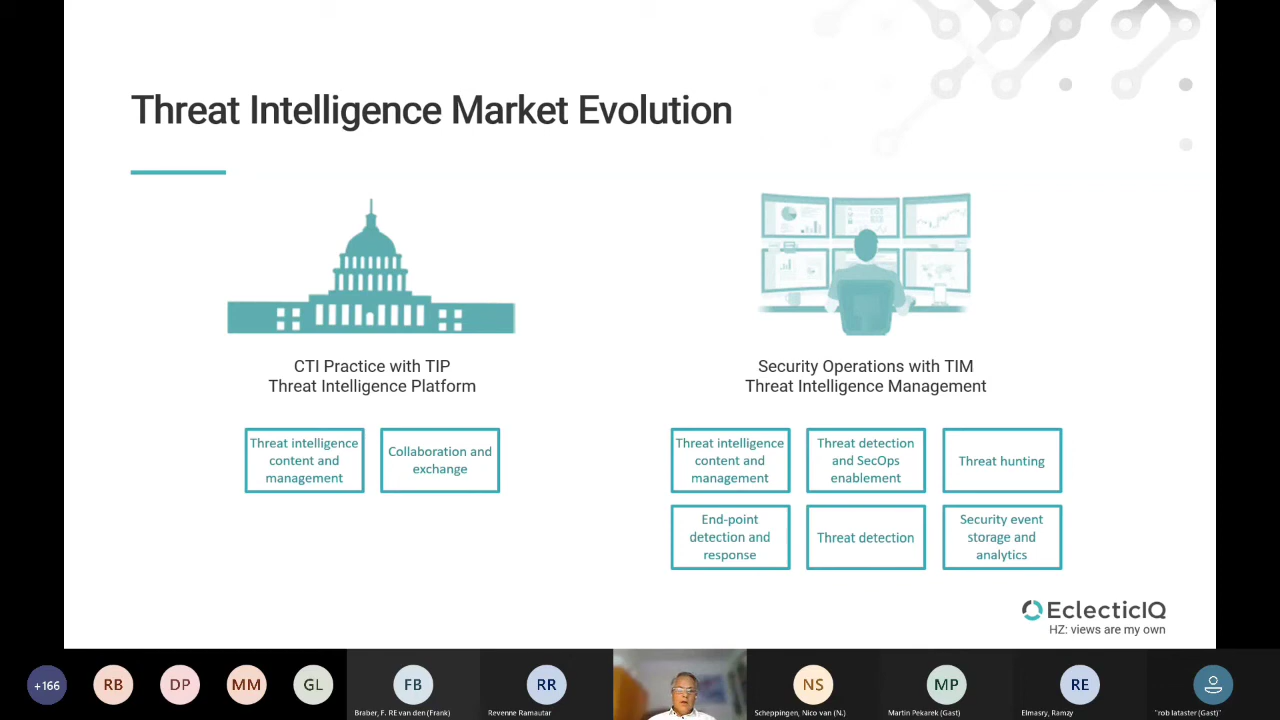 Threat Intelligence Market Evolution
CTI Practice with TIP
Threat Intelligence Platform
Threat intelligence
content and
management
Collaboration and
exchange
Security Operations with TIM
Threat Intelligence Management
Threat intelligence
content and
management
Threat detection
and SecOps
enablement
Threat hunting
End-point
detection and
response
Threat detection
Security event
storage and
analytics
EclecticIQ
HZ: views are my own
+166
RB
DP
MM
GL
FB
Braber, F. RE van den (Frank)
RR
Revenne Ramautar
NS
Scheppingen, Nico van (N.)
MP
Martin Pekarek (Gast)
RE
Elmasry, Ramzy
"rob lataster (Gast)"